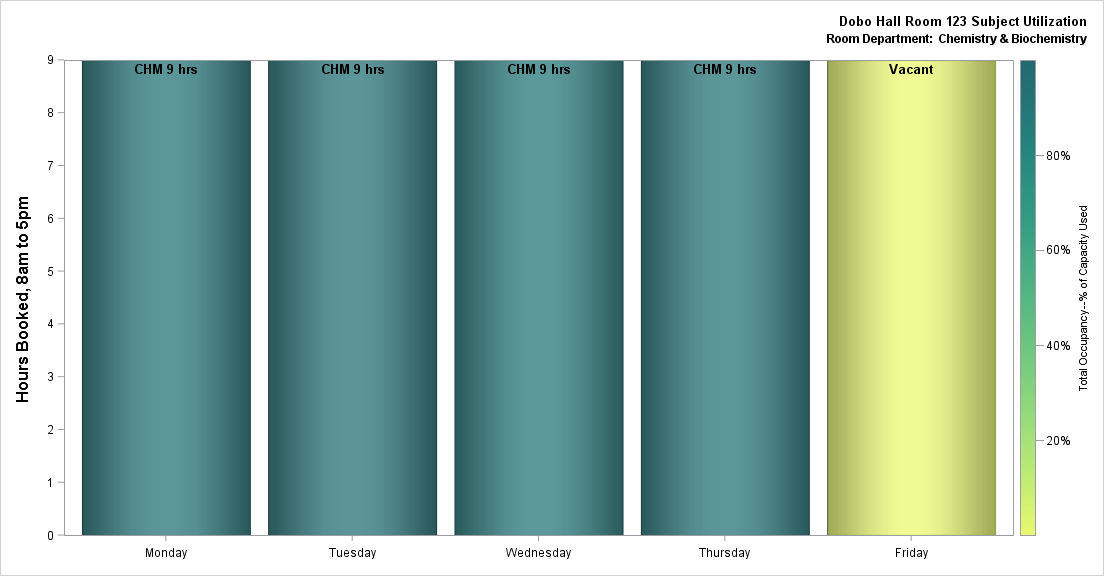 Dobo Hall Room 123 Subject Utilization
Room Department: Chemistry & Biochemistry
Hours Booked, 8am to 5pm
9
8
7
6
5
4
3
2
1
0
CHM 9 hrs
CHM 9 hrs
CHM 9 hrs
CHM 9 hrs
Vacant
Monday
Tuesday
Wednesday
Thursday
Friday
80%
60%
40%
20%
Total Occupancy--% of Capacity Used